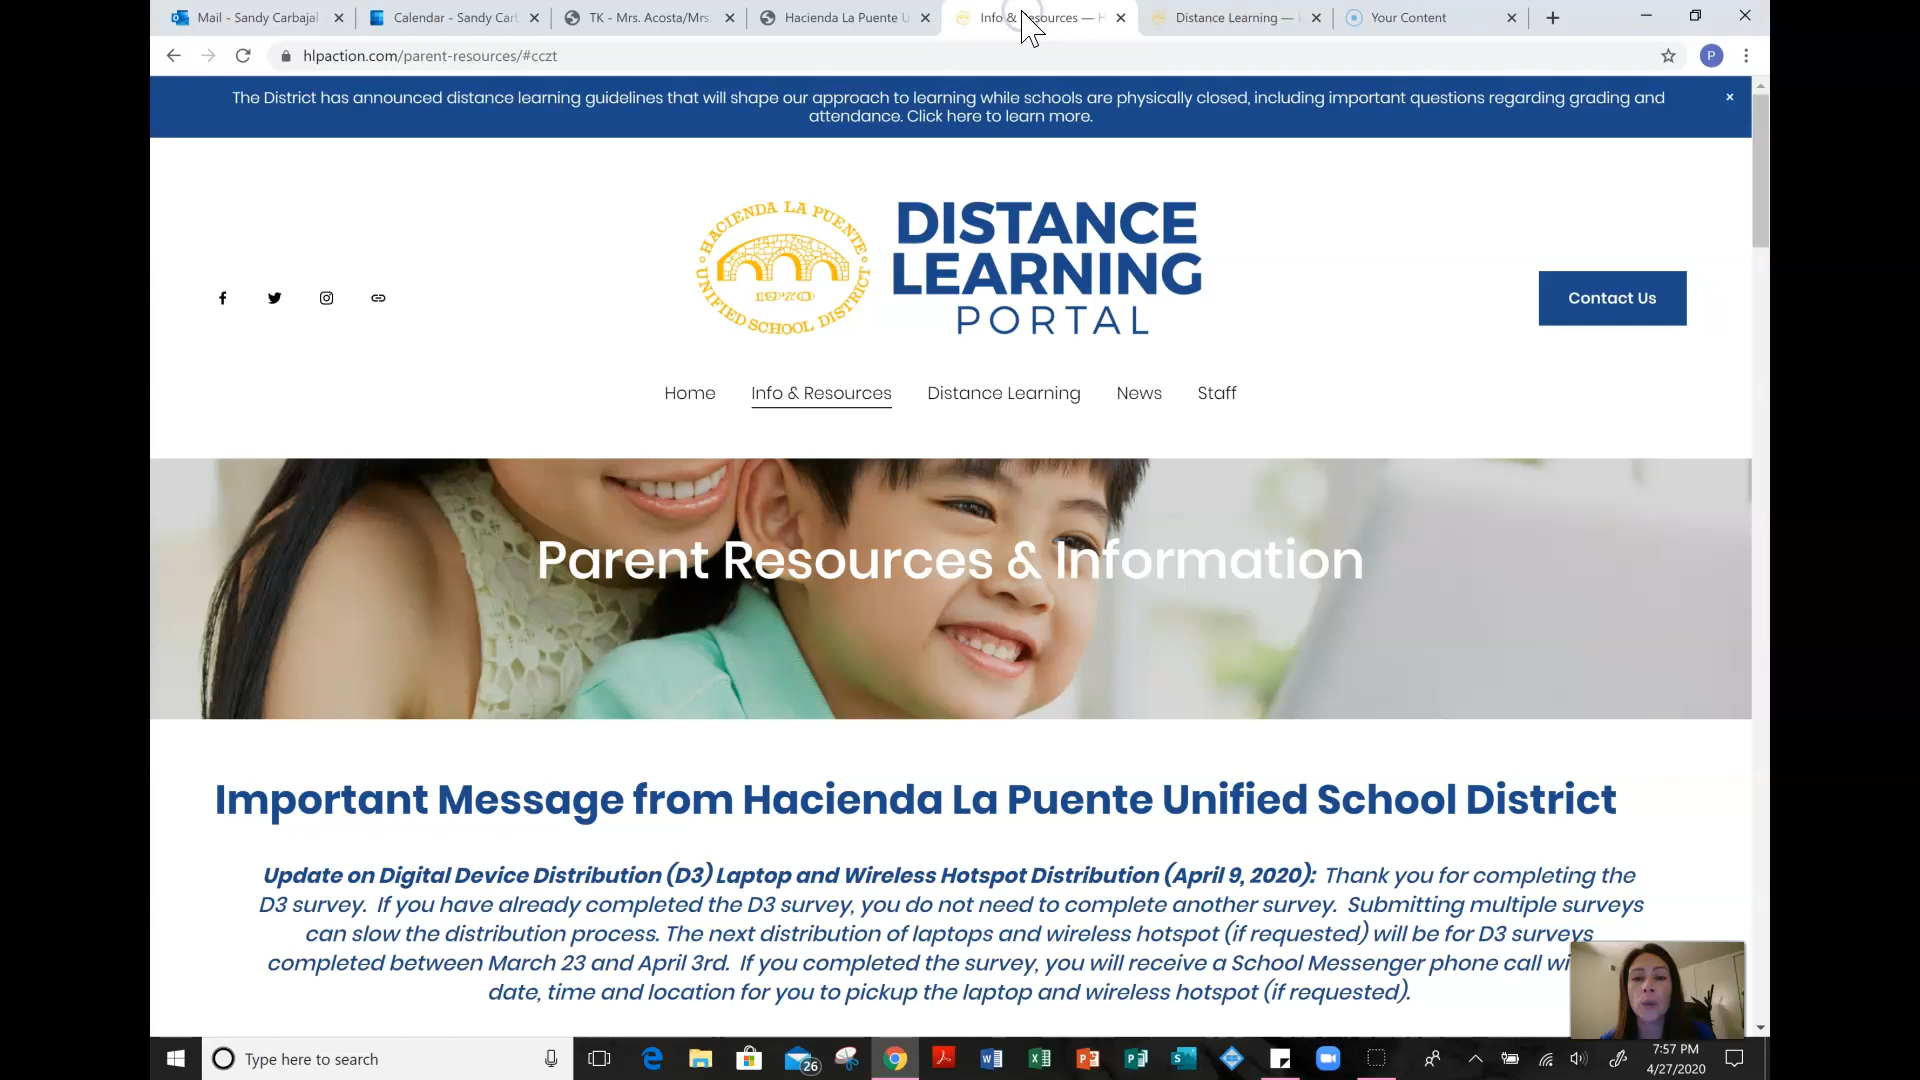 Mail - Sandy Carbajal
Calendar - Sandy Car
TK - Mrs. Acosta/Mrs.
Hacienda La Puente U
Info & Resources — H
Distance Learning —
Your Content
hlpaction.com/parent-resources/#cczt
P
The District has announced distance learning guidelines that will shape our approach to learning while schools are physically closed, including important questions regarding grading and
attendance. Click here to learn more.
HACIENDA LA PUENTE
1970
UNIFIED SCHOOL DISTRICT
DISTANCE
LEARNING
PORTAL
Contact Us
Home Info & Resources Distance Learning News Staff
Parent Resources & Information
Important Message from Hacienda La Puente Unified School District
Update on Digital Device Distribution (D3) Laptop and Wireless Hotspot Distribution (April 9, 2020): Thank you for completing the
D3 survey. If you have already completed the D3 survey, you do not need to complete another survey. Submitting multiple surveys
can slow the distribution process. The next distribution of laptops and wireless hotspot (if requested) will be for D3 surveys
completed between March 23 and April 3rd. If you completed the survey, you will receive a School Messenger phone call wi
date, time and location for you to pickup the laptop and wireless hotspot (if requested).
Type here to search
26
7:57 PM
4/27/2020